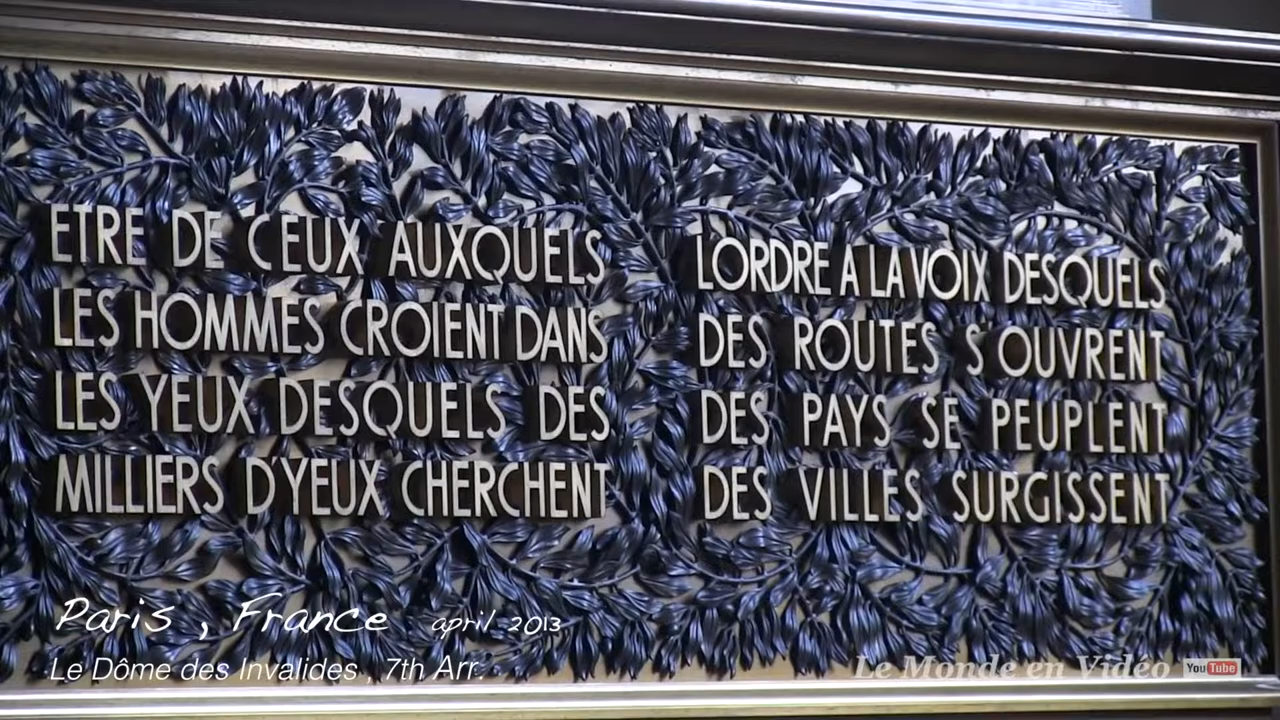 ETRE DE CEUX AUXQUELS
LES HOMMES CROIENT DANS
LES YEUX DESQUELS DES
MILLIERS D'YEUX CHERCHENT
L'ORDRE A LA VOIX DESQUELS
DES ROUTES S'OUVRENT
DES PAYS SE PEUPLENT
DES VILLES SURGISSENT
Paris , France april 2013
Le Dôme des Invalides , 7th Arr.
Le Monde en Vidéo YouTube